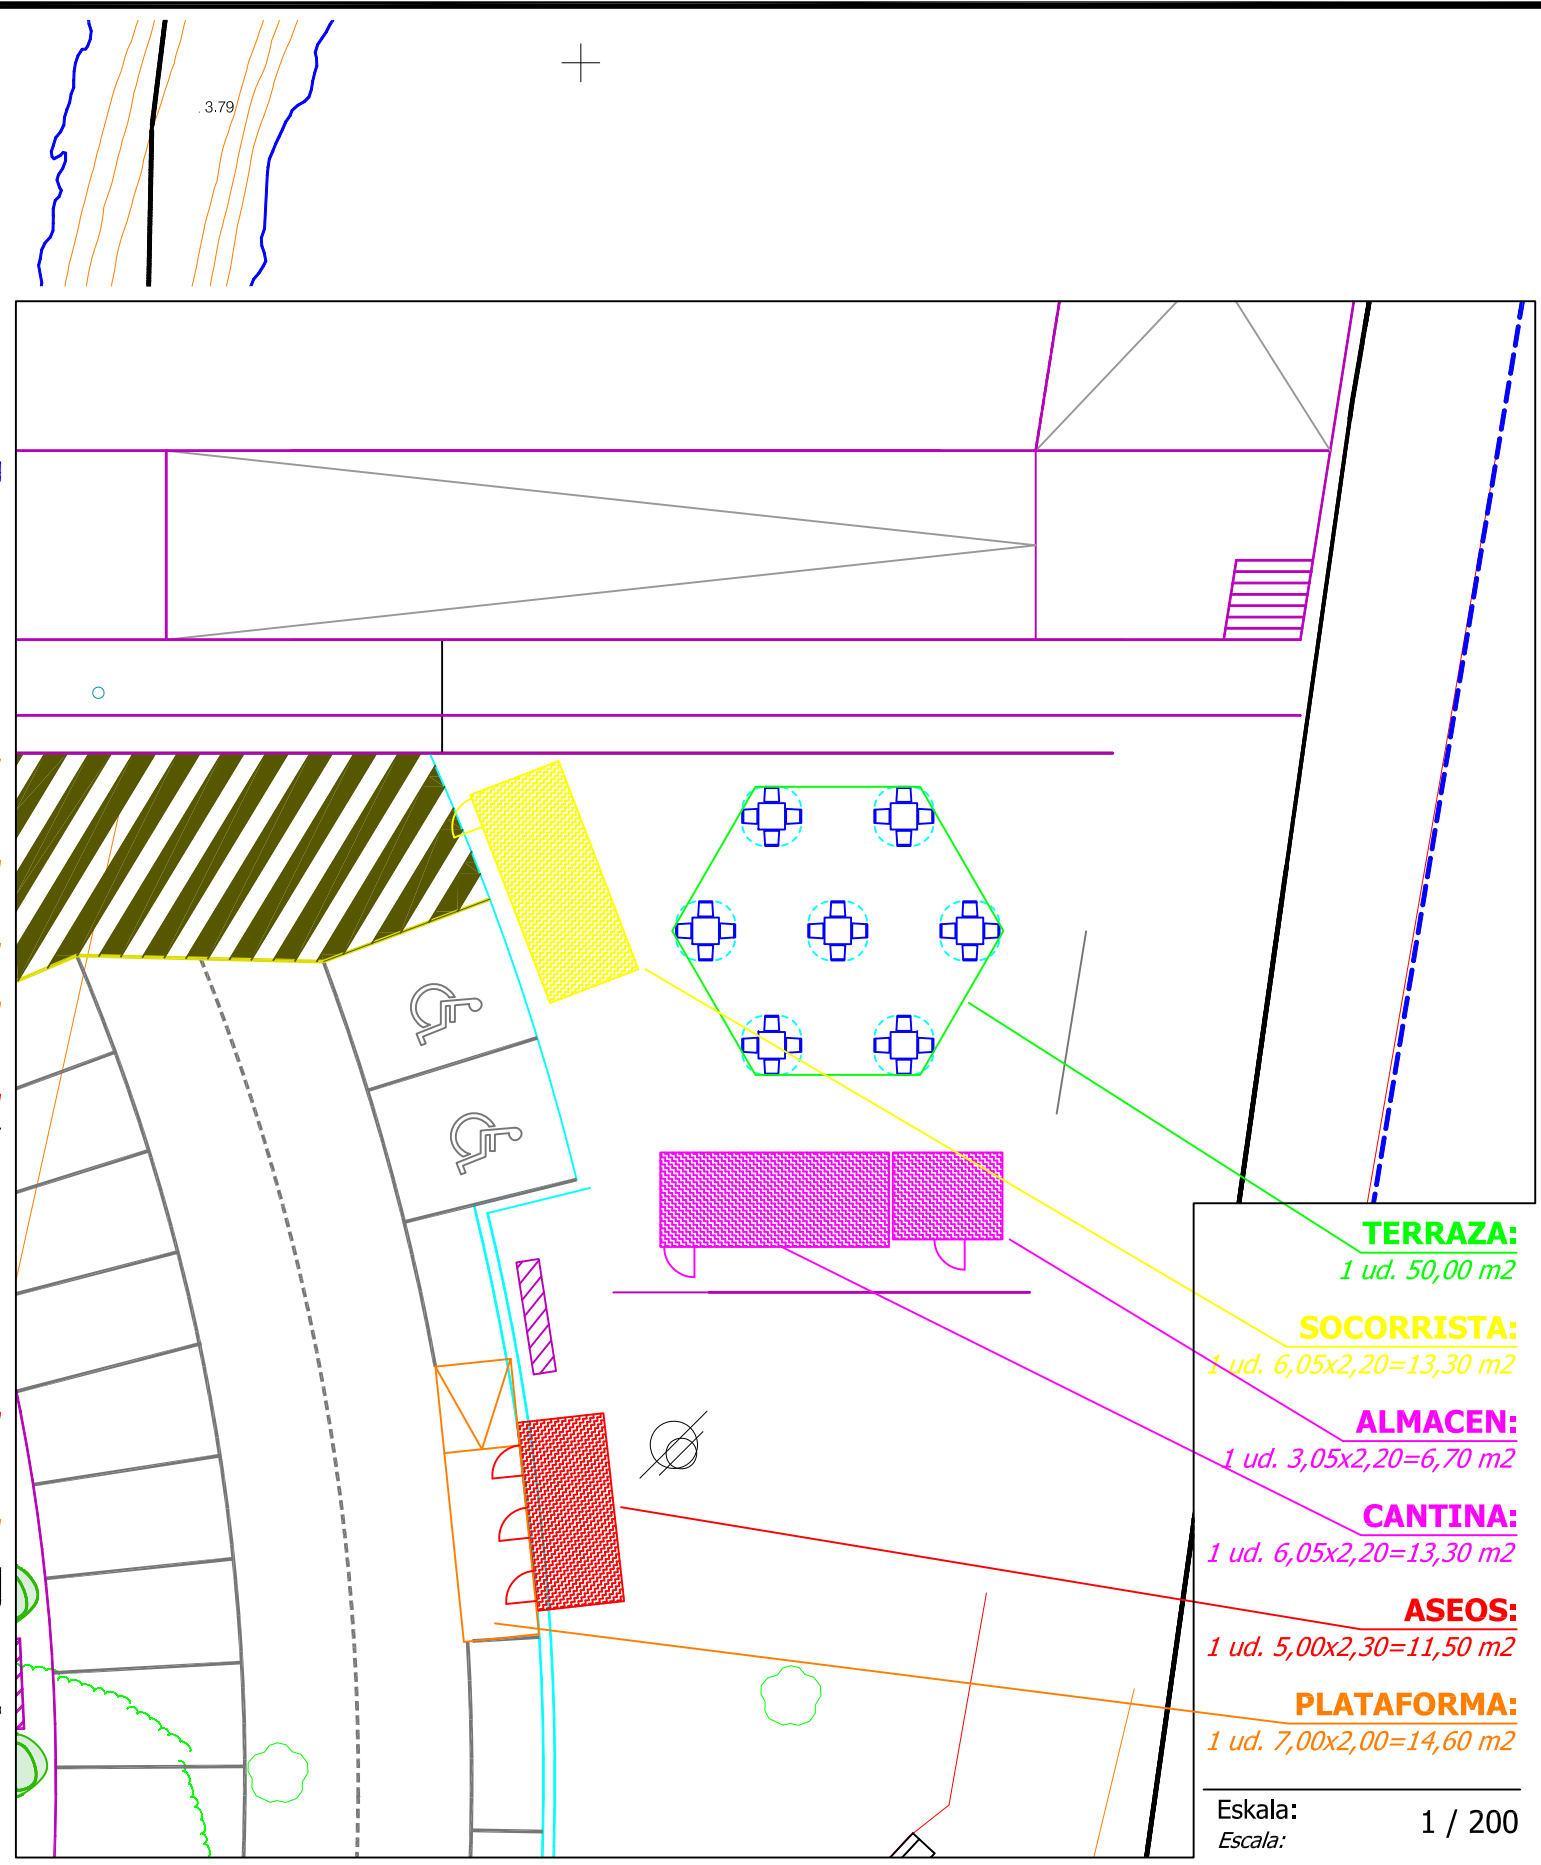 3.79
TERRAZA:
1 ud. 50,00 m2
SOCORRISTA:
1 ud. 6,05x2,20=13,30 m2
ALMACEN:
1 ud. 3,05x2,20=6,70 m2
CANTINA:
1 ud. 6,05x2,20=13,30 m2
ASEOS:
1 ud. 5,00x2,30=11,50 m2
PLATAFORMA:
1 ud. 7,00x2,00=14,60 m2
Eskala: 1 / 200
Escala: